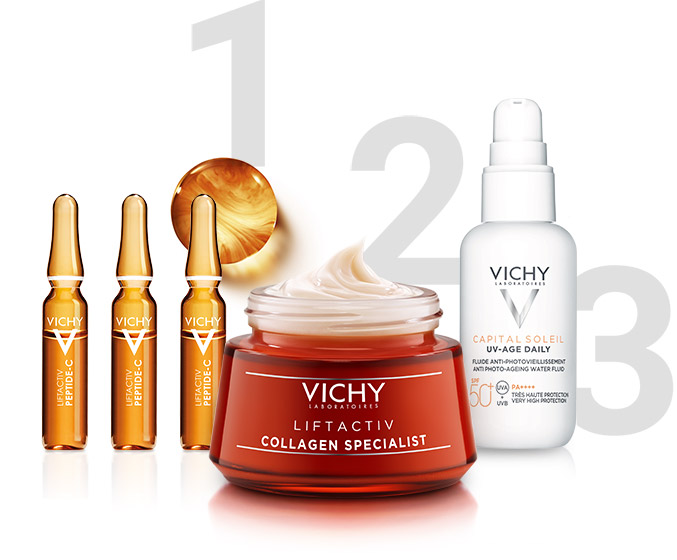 1
2
3
VICHY
LIFTACTIV
PEPTIDE-C
VICHY
LIFTACTIV
PEPTIDE-C
VICHY
LIFTACTIV
PEPTIDE-C
VICHY
LABORATOIRES
LIFTACTIV
COLLAGEN SPECIALIST
VICHY
LABORATOIRES
CAPITAL SOLEIL
UV-AGE DAILY
FLUIDE ANTI-PHOTOVIEILLISSEMENT
ANTI PHOTO-AGEING WATER FLUID
SPF
50+
UVA
+
UVB
PA++++
TRÈS HAUTE PROTECTION
VERY HIGH PROTECTION